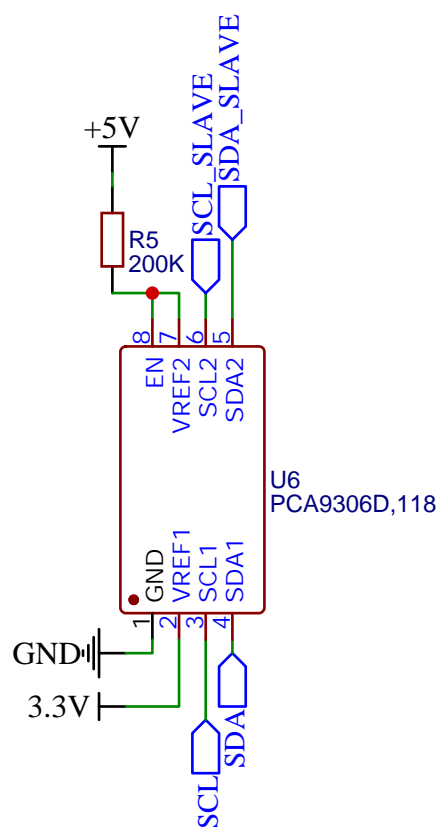 SCL_SLAVE
SDA_SLAVE
+5V
R5
200K
8
7
6
5
EN
VREF2
SCL2
SDA2
U6
PCA9306D,118
GND
VREF1
SCL1
SDA1
1
2
3
4
GND
3.3V
SCL
SDA